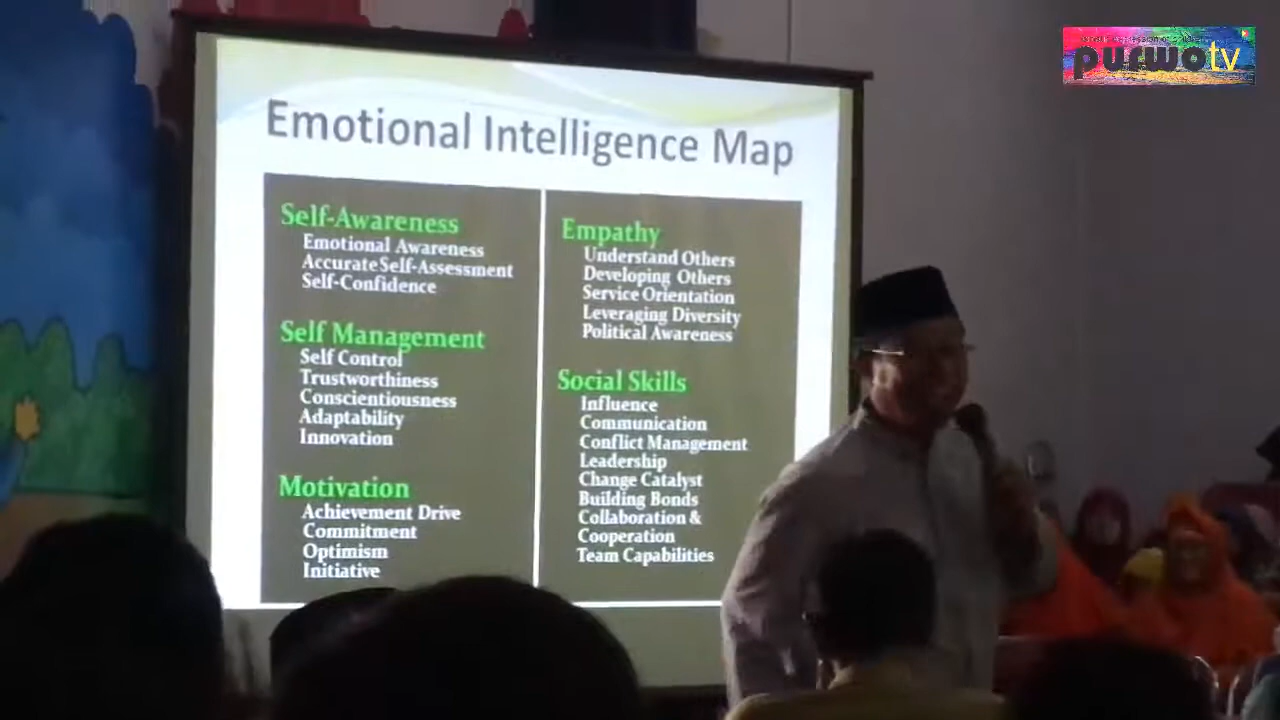 Emotional Intelligence Map
Self-Awareness
Emotional Awareness
Accurate Self-Assessment
Self-Confidence
Self Management
Self Control
Trustworthiness
Conscientiousness
Adaptability
Innovation
Motivation
Achievement Drive
Commitment
Optimism
Initiative
Empathy
Understand Others
Developing Others
Service Orientation
Leveraging Diversity
Political Awareness
Social Skills
Influence
Communication
Conflict Management
Leadership
Change Catalyst
Building Bonds
Collaboration &
Cooperation
Team Capabilities
purwotv